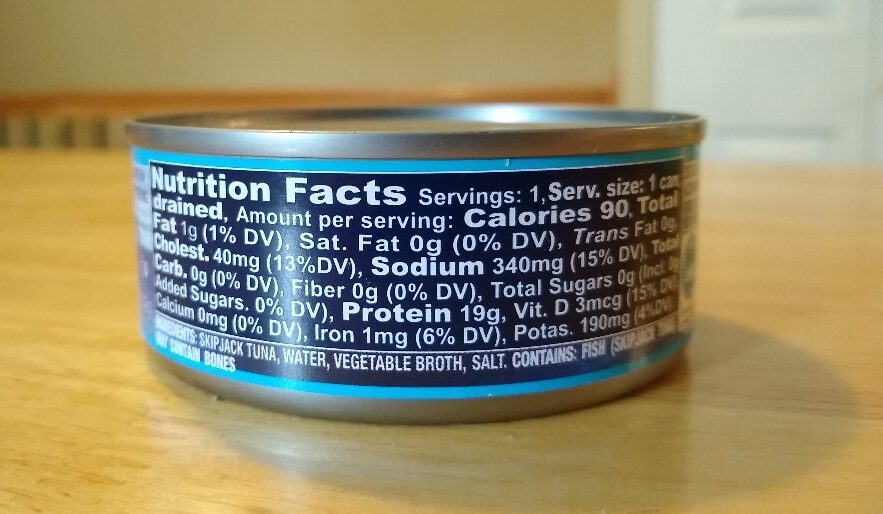 Nutrition Facts Servings: 1, Serv. size: 1 can,
drained, Amount per serving: Calories 90, Total
Fat 1g (1% DV), Sat. Fat 0g (0% DV), Trans Fat 0g,
Cholest. 40mg (13%DV), Sodium 340mg (15% DV), Total
Carb. 0g (0% DV), Fiber 0g (0% DV), Total Sugars 0g (Incl. 0g
Added Sugars. 0% DV), Protein 19g, Vit. D 3mcg (15% DV)
Calcium 0mg (0% DV), Iron 1mg (6% DV), Potas. 190mg (4%DV).
INGREDIENTS: SKIPJACK TUNA, WATER, VEGETABLE BROTH, SALT. CONTAINS: FISH (SKIPJACK TUNA
MAY CONTAIN BONES